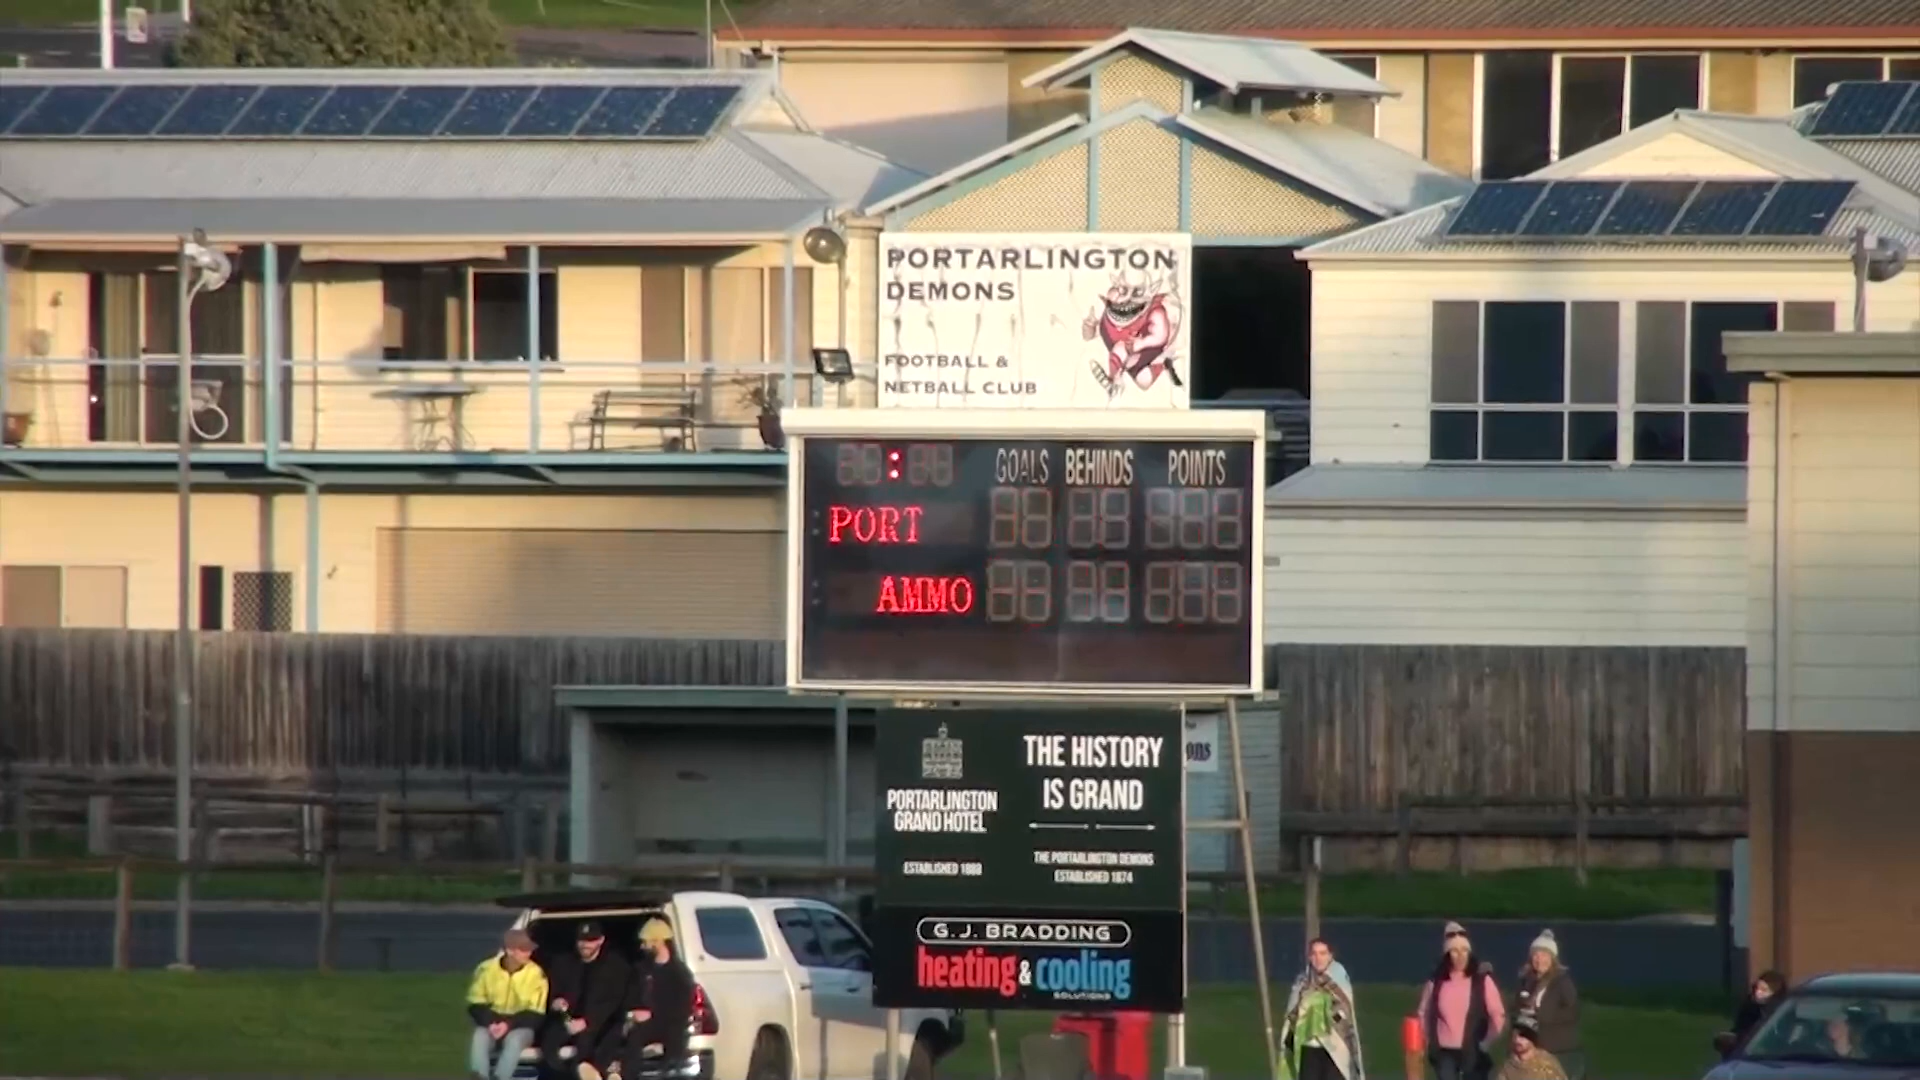 PORTARLINGTON
DEMONS
FOOTBALL &
NETBALL CLUB
GOALS BEHINDS POINTS
PORT
AMMO
PORTARLINGTON
GRAND HOTEL
ESTABLISHED 1888
THE HISTORY
IS GRAND
THE PORTARLINGTON DEMONS
ESTABLISHED 1874
G.J. BRADDING
heating & cooling
SOLUTIONS